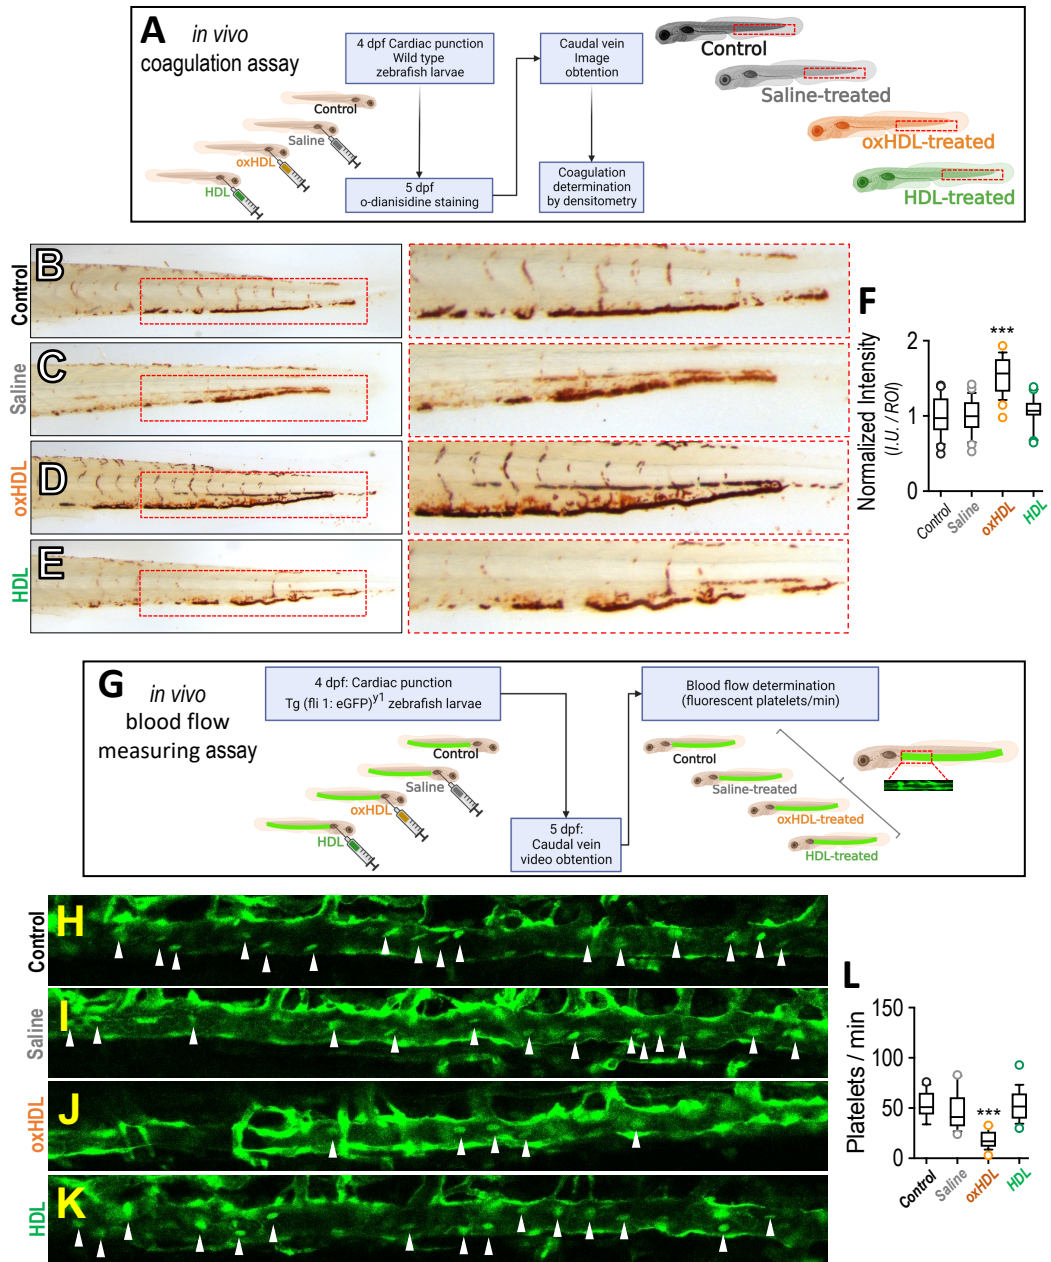 A
in vivo
coagulation assay
4 dpf Cardiac punction
Wild type
zebrafish larvae
Caudal vein
Image
obtention
5 dpf
o-dianisidine staining
Coagulation
determination
by densitometry
Control
Saline
oxHDL
HDL
Control
Saline-treated
oxHDL-treated
HDL-treated
Control
B
Saline
C
oxHDL
D
HDL
E
F
Normalized Intensity
(I.U. / ROI)
2
1
0
***
Control
Saline
oxHDL
HDL
G
in vivo
blood flow
measuring assay
4 dpf: Cardiac punction
Tg (fli 1: eGFP)y1 zebrafish larvae
Blood flow determination
(fluorescent platelets/min)
Control
Saline
oxHDL
HDL
5 dpf:
Caudal vein
video obtention
Control
Saline-treated
oxHDL-treated
HDL-treated
Control
H
Saline
I
oxHDL
J
HDL
K
L
Platelets / min
150
100
50
0
***
Control
Saline
oxHDL
HDL